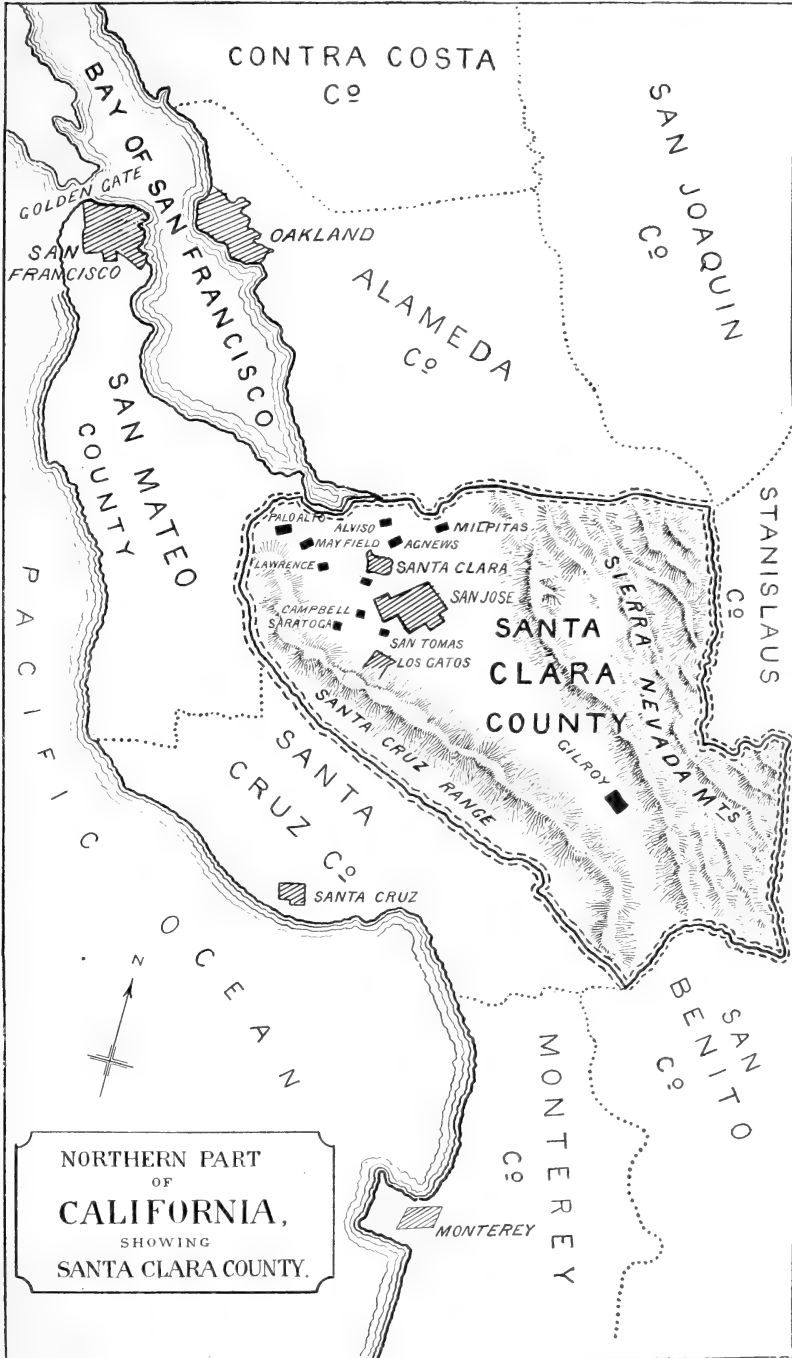 CONTRA COSTA
Cº
SAN JOAQUIN
Cº
BAY OF SAN FRANCISCO
GOLDEN GATE
SAN
FRANCISCO
OAKLAND
ALAMEDA
Cº
SAN MATEO
COUNTY
STANISLAUS
Cº
PALO ALTO
ALVISO
MILPITAS
MAYFIELD
AGNEWS
LAWRENCE
SANTA CLARA
SAN JOSE
CAMPBELL
SARATOGA
SAN TOMAS
LOS GATOS
SANTA
CLARA
COUNTY
SIERRA NEVADA MTS
GILROY
SANTA CRUZ RANGE
SANTA
CRUZ Cº
SANTA CRUZ
PACIFIC OCEAN
N
SAN
BENITO
Cº
MONTEREY
Cº
MONTEREY
NORTHERN PART
OF
CALIFORNIA,
SHOWING
SANTA CLARA COUNTY.